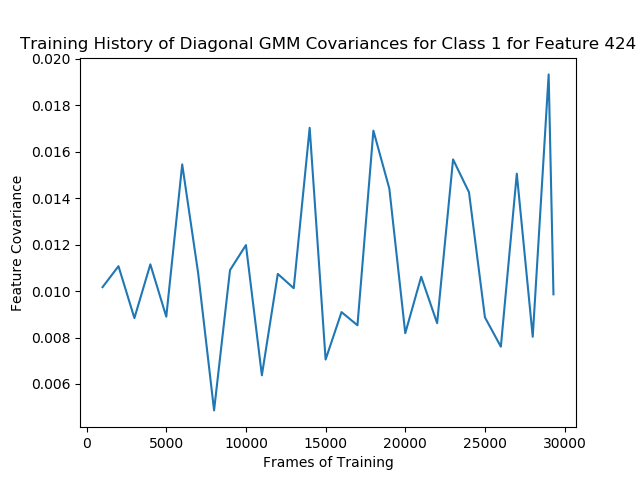 Training History of Diagonal GMM Covariances for Class 1 for Feature 424
0.020
0.018
0.016
0.014
0.012
0.010
0.008
0.006
Feature Covariance
0 5000 10000 15000 20000 25000 30000
Frames of Training